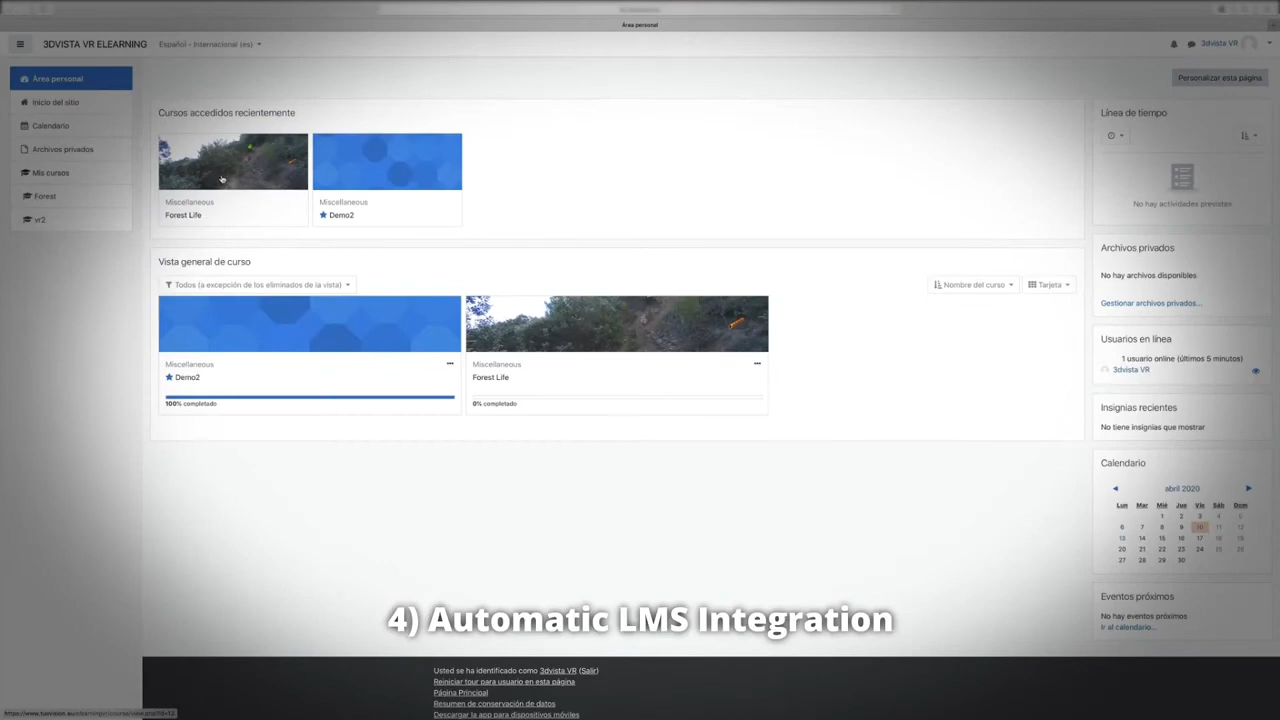 Área personal
3DVISTA VR ELEARNING
Español - Internacional (es)
3dvista VR
Área personal
Inicio del sitio
Calendario
Archivos privados
Mis cursos
Forest
vr2
Personalizar esta página
Cursos accedidos recientemente
Miscellaneous
Forest Life
Miscellaneous
Demo2
Vista general de curso
Todos (a excepción de los eliminados de la vista)
Nombre del curso
Tarjeta
Miscellaneous
Demo2
100% completado
Miscellaneous
Forest Life
0% completado
Línea de tiempo
No hay actividades previstas
Archivos privados
No hay archivos disponibles
Gestionar archivos privados...
Usuarios en línea
1 usuario online (últimos 5 minutos)
3dvista VR
Insignias recientes
No tiene insignias que mostrar
Calendario
abril 2020
Lun Mar Mié Jue Vie Sáb Dom
1 2 3 4 5
6 7 8 9 10 11 12
13 14 15 16 17 18 19
20 21 22 23 24 25 26
27 28 29 30
Eventos próximos
No hay eventos próximos
Ir al calendario...
4) Automatic LMS Integration
Usted se ha identificado como 3dvista VR (Salir)
Reiniciar tour para usuario en esta página
Página Principal
Resumen de conservación de datos
Descargar la app para dispositivos móviles